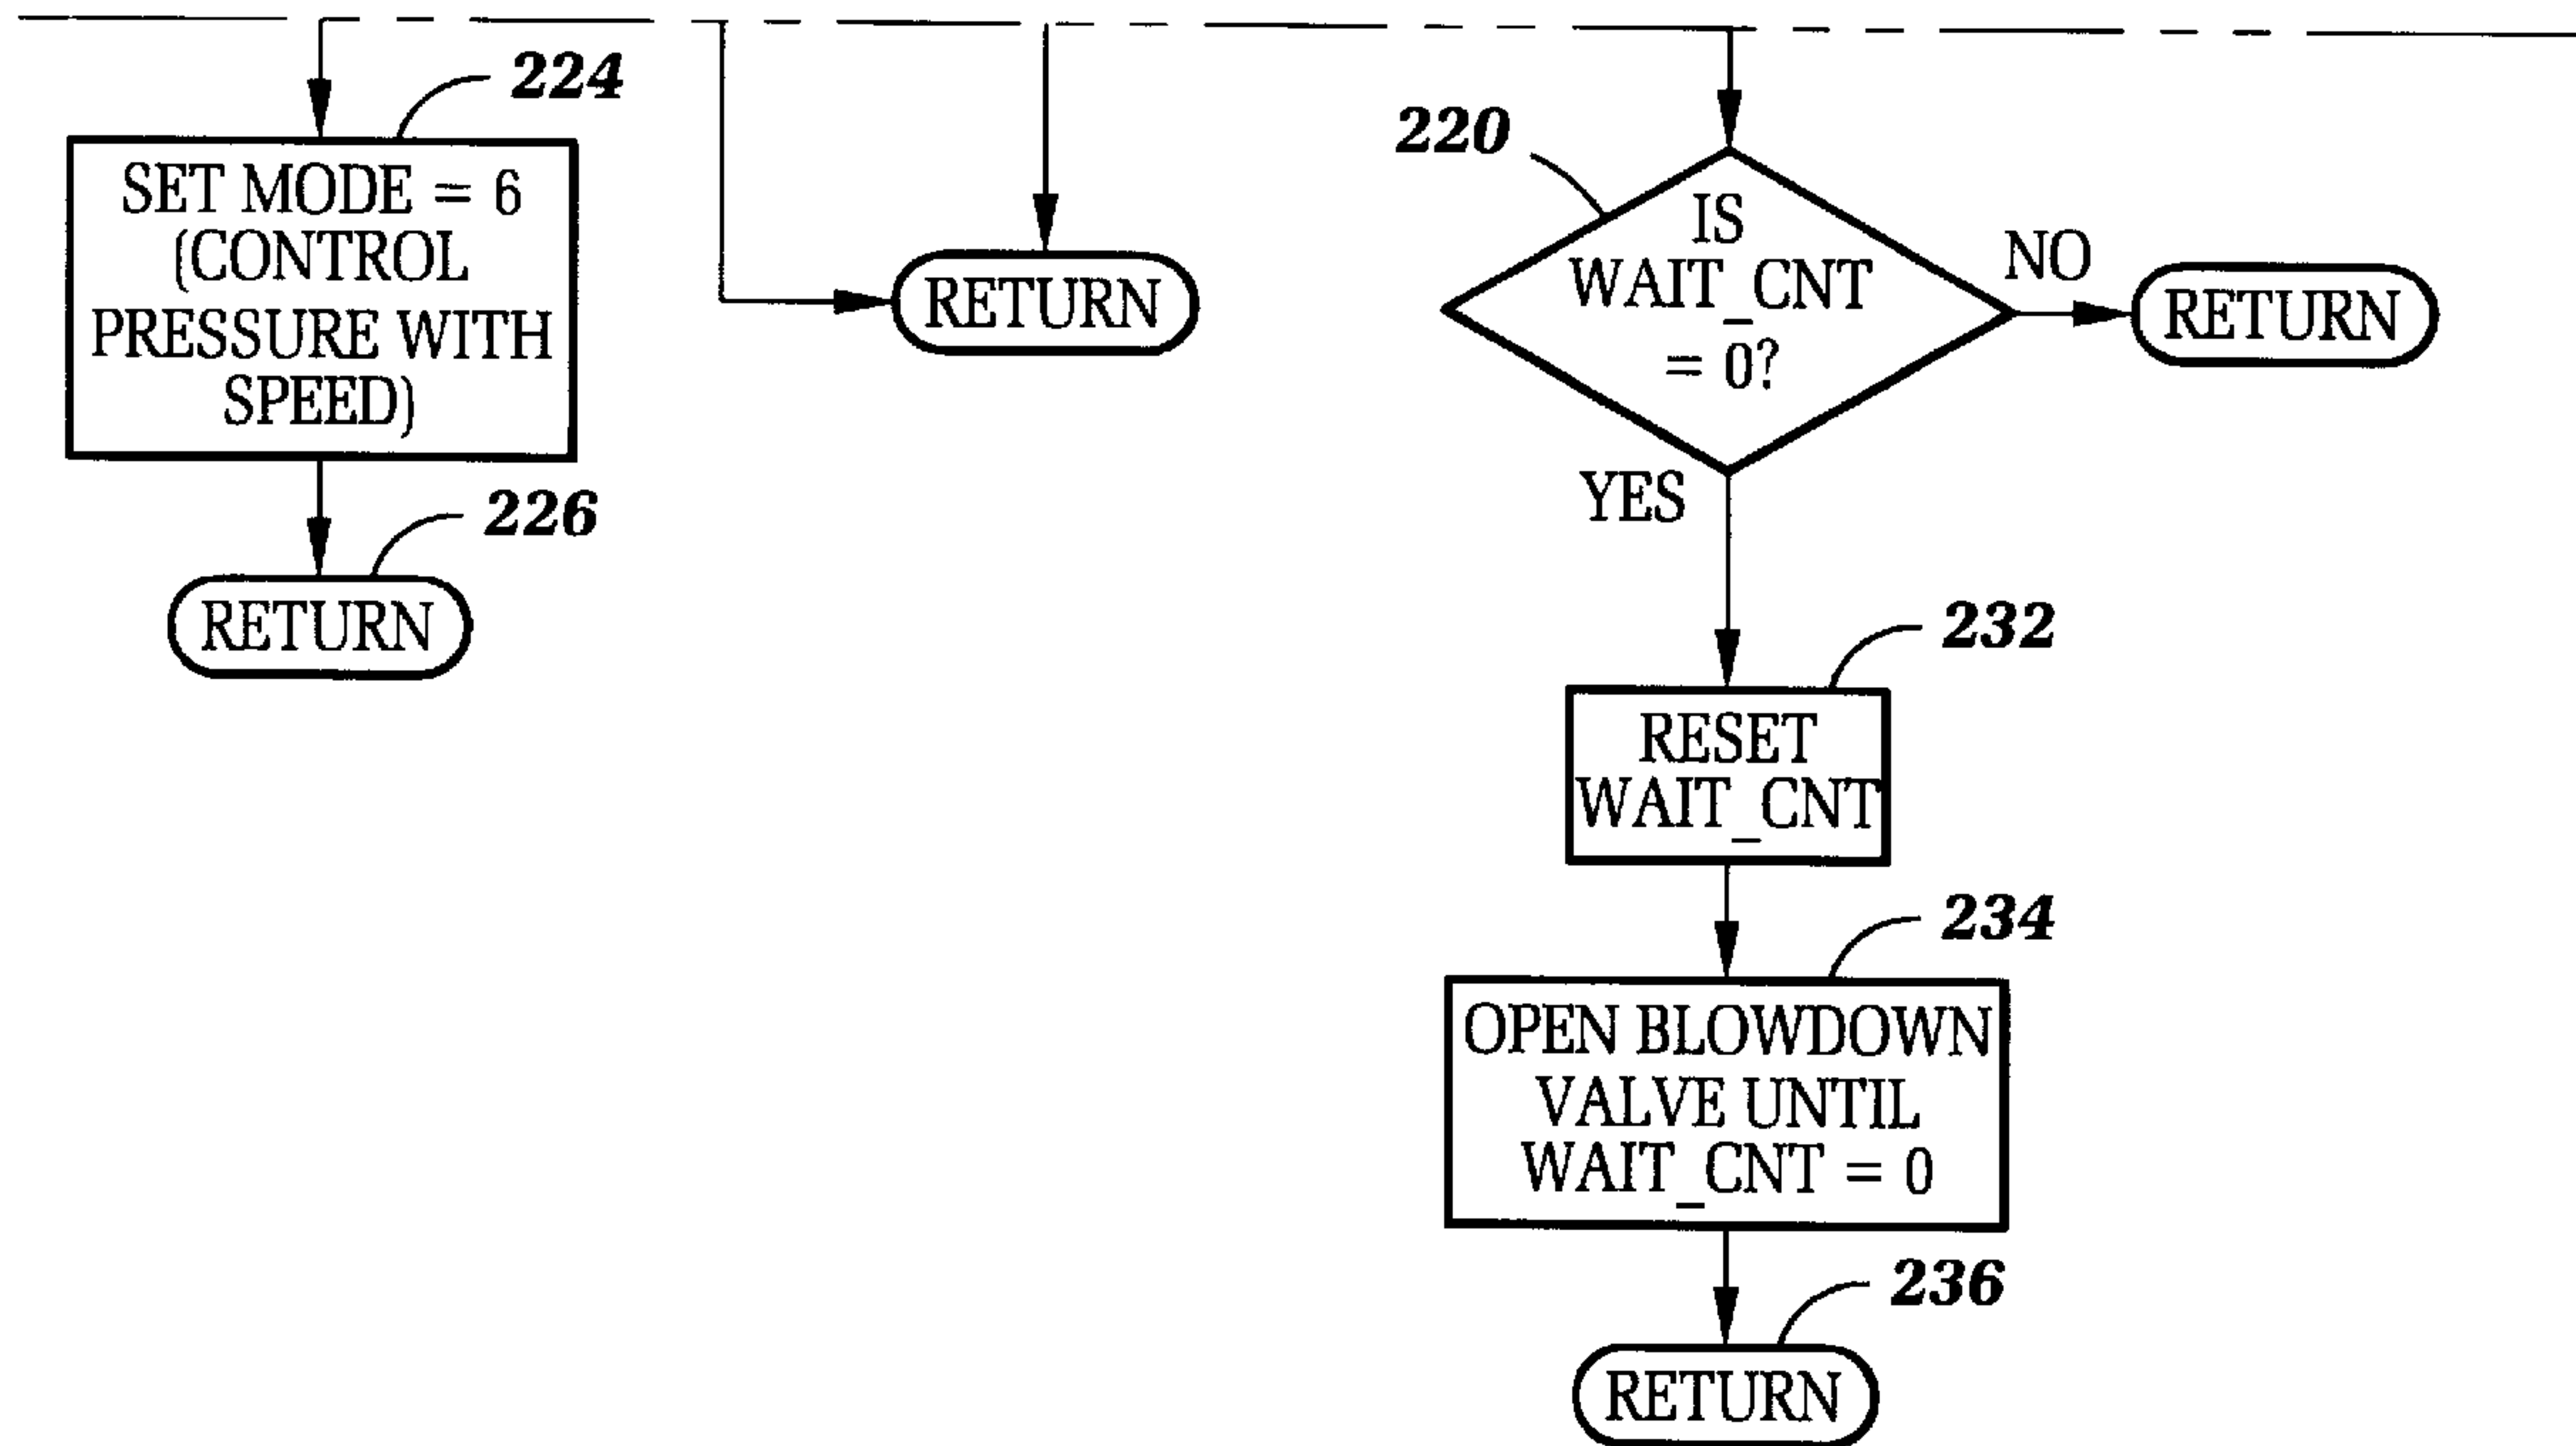 224
SET MODE = 6
(CONTROL
PRESSURE WITH
SPEED)
226
RETURN
RETURN
220
IS
WAIT_CNT
= 0?
NO
RETURN
YES
232
RESET
WAIT_CNT
234
OPEN BLOWDOWN
VALVE UNTIL
WAIT_CNT = 0
236
RETURN